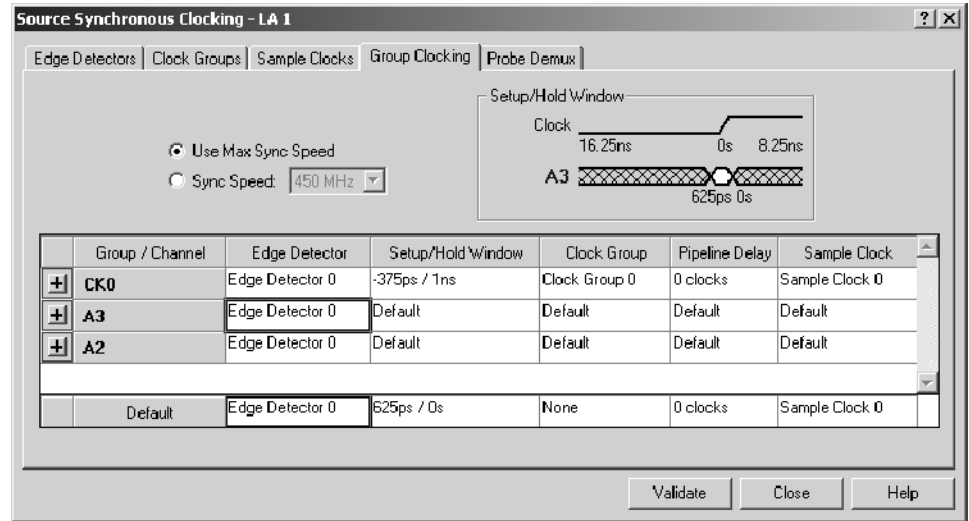 Source Synchronous Clocking - LA 1
Edge Detectors Clock Groups Sample Clocks Group Clocking Probe Demux
Setup/Hold Window
Clock
16.25ns 0s 8.25ns
Use Max Sync Speed
Sync Speed: 450 MHz
A3
625ps 0s
Group / Channel Edge Detector Setup/Hold Window Clock Group Pipeline Delay Sample Clock
CK0 Edge Detector 0 -375ps / 1ns Clock Group 0 0 clocks Sample Clock 0
A3 Edge Detector 0 Default Default Default Default
A2 Edge Detector 0 Default Default Default Default
Default Edge Detector 0 625ps / 0s None 0 clocks Sample Clock 0
Validate Close Help